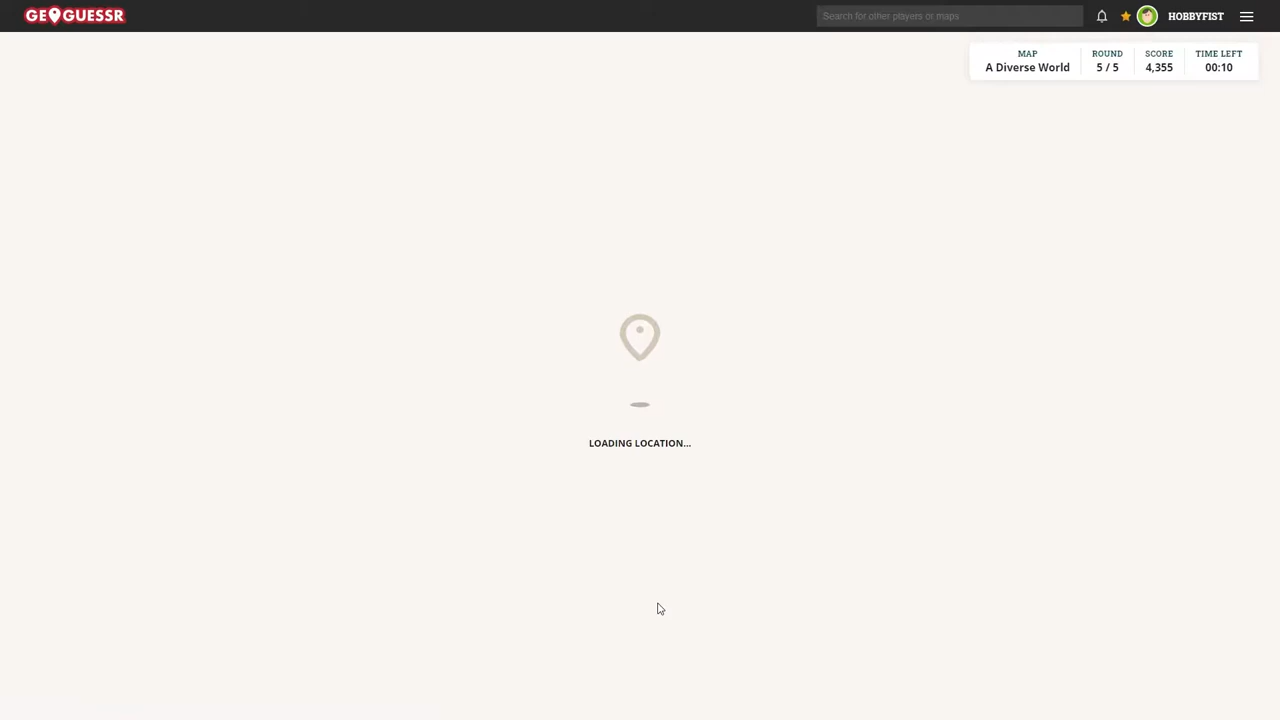 GEOGUESSR
Search for other players or maps
HOBBYFIST
MAP ROUND SCORE TIME LEFT
A Diverse World 5 / 5 4,355 00:10
LOADING LOCATION...